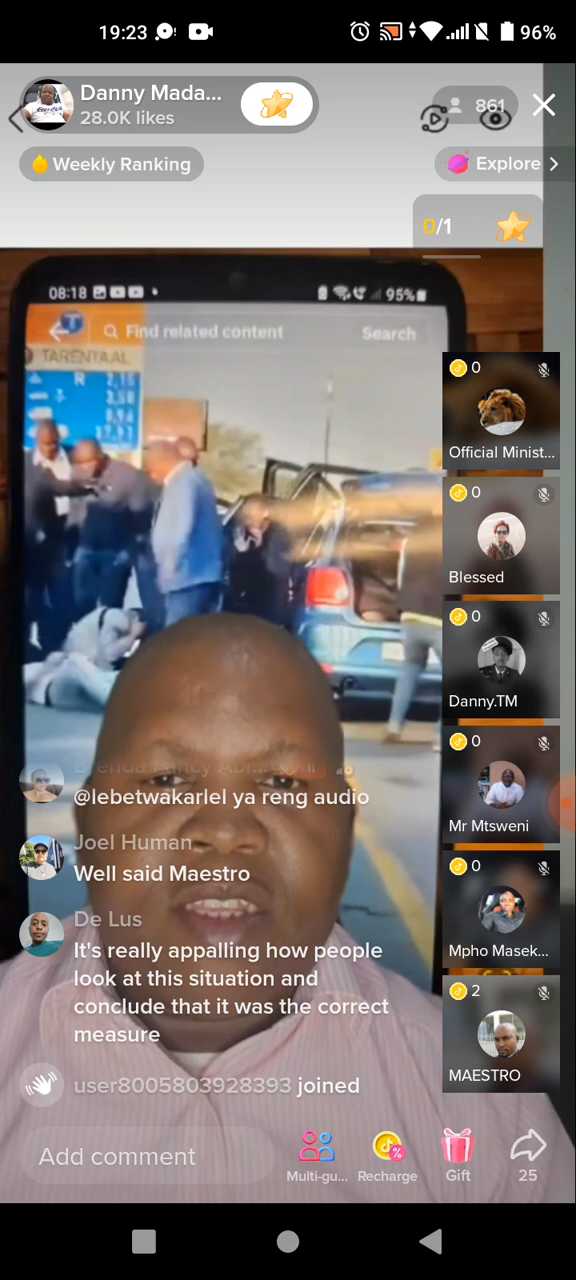 19:23
96%
Danny Mada...
28.0K likes
861
Weekly Ranking
Explore
0/1
08:18
95%
Find related content
Search
TARENTAAL
R
0
Official Minist...
0
Blessed
0
Danny.TM
0
Mr Mtsweni
0
Mpho Masek...
2
MAESTRO
@lebetwakarlel ya reng audio
Joel Human
Well said Maestro
De Lus
It's really appalling how people
look at this situation and
conclude that it was the correct
measure
user8005803928393 joined
Add comment
Multi-gu...
Recharge
Gift
25